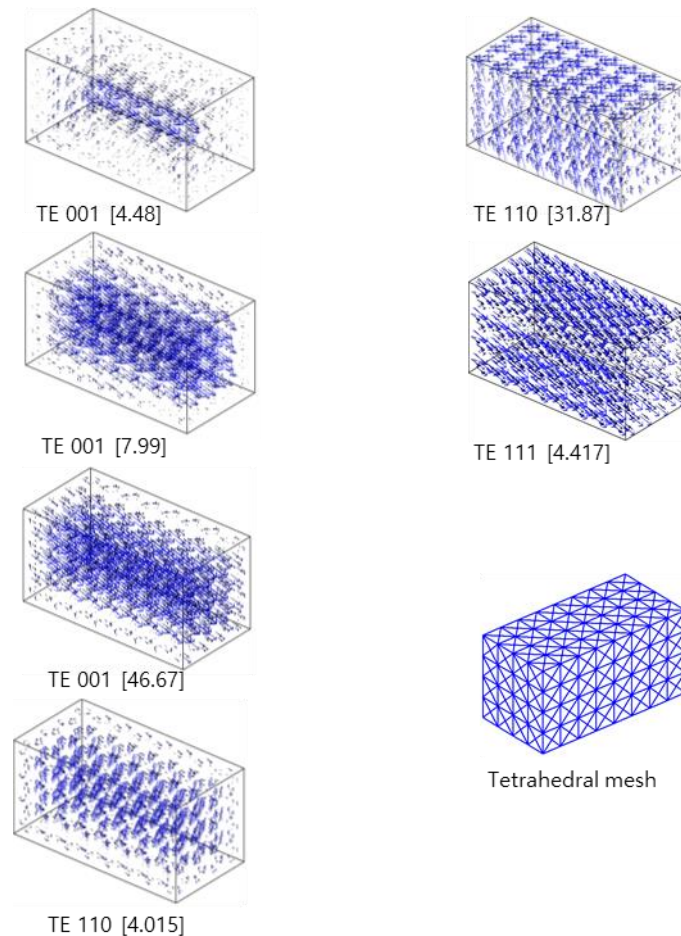 TE 001 [4.48]
TE 110 [31.87]
TE 001 [7.99]
TE 111 [4.417]
TE 001 [46.67]
Tetrahedral mesh
TE 110 [4.015]